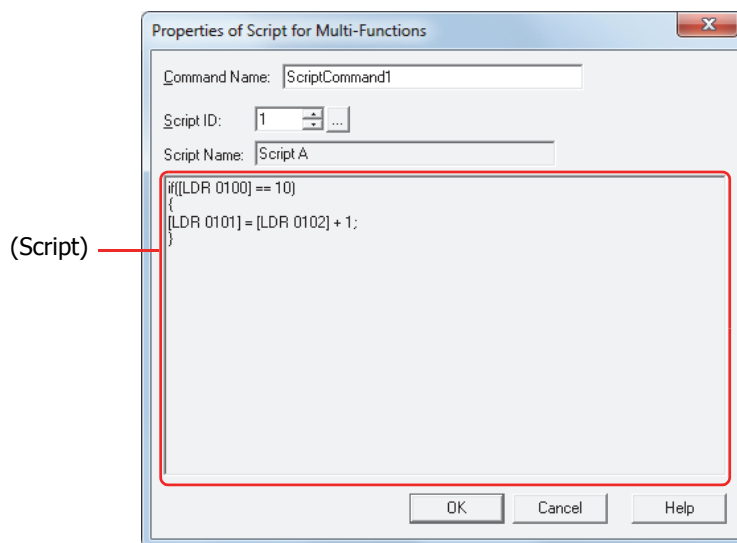 Properties of Script for Multi-Functions
Command Name: ScriptCommand1
Script ID: 1 ...
Script Name: Script A
(Script)
if([LDR 0100] == 10)
{
[LDR 0101] = [LDR 0102] + 1;
}
OK Cancel Help